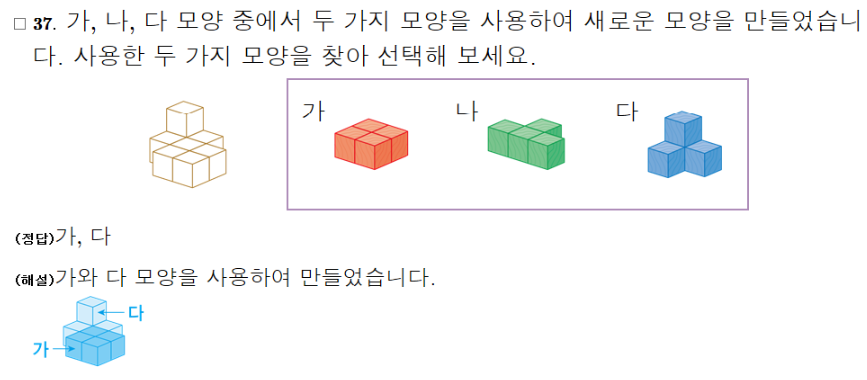 □ 37. 가, 나, 다 모양 중에서 두 가지 모양을 사용하여 새로운 모양을 만들었습니
다. 사용한 두 가지 모양을 찾아 선택해 보세요.
가 나 다
(정답)가, 다
(해설)가와 다 모양을 사용하여 만들었습니다.
다
가